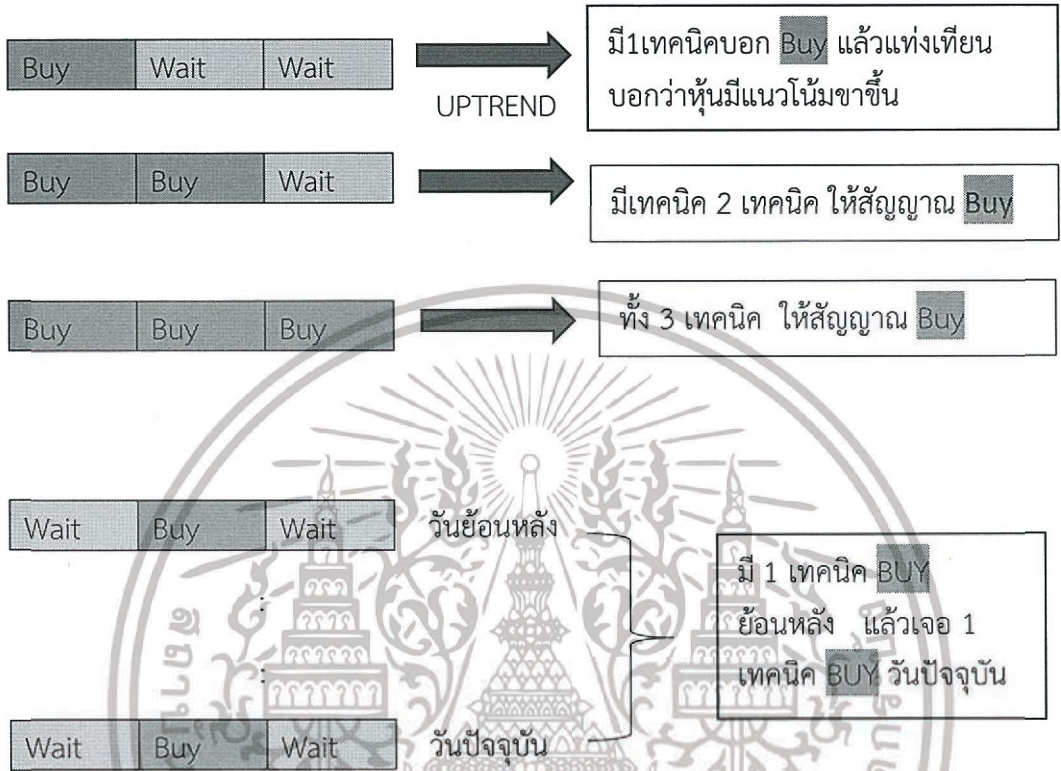 Buy Wait Wait
UPTREND
มี1เทคนิคบอก Buy แล้วแท่งเทียน
บอกว่าหุ้นมีแนวโน้มขาขึ้น
Buy Buy Wait
มีเทคนิค 2 เทคนิค ให้สัญญาณ Buy
Buy Buy Buy
ทั้ง 3 เทคนิค ให้สัญญาณ Buy
Wait Buy Wait
วันย้อนหลัง
:
:
Wait Buy Wait
วันปัจจุบัน
มี 1 เทคนิค BUY
ย้อนหลัง แล้วเจอ 1
เทคนิค BUY วันปัจจุบัน